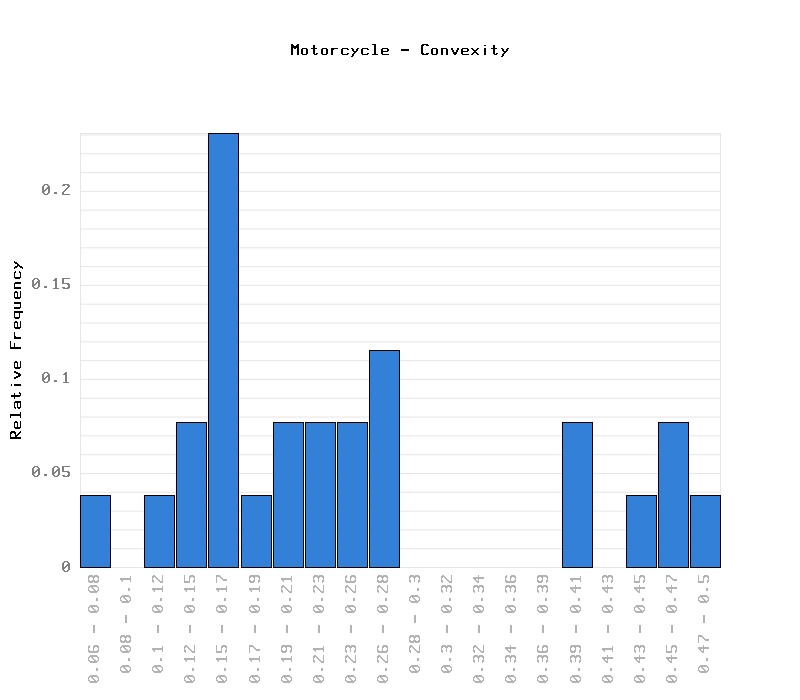 Motorcycle - Convexity
Relative Frequency
0.2
0.15
0.1
0.05
0
0.06 - 0.08
0.08 - 0.1
0.1 - 0.12
0.12 - 0.15
0.15 - 0.17
0.17 - 0.19
0.19 - 0.21
0.21 - 0.23
0.23 - 0.26
0.26 - 0.28
0.28 - 0.3
0.3 - 0.32
0.32 - 0.34
0.34 - 0.36
0.36 - 0.39
0.39 - 0.41
0.41 - 0.43
0.43 - 0.45
0.45 - 0.47
0.47 - 0.5